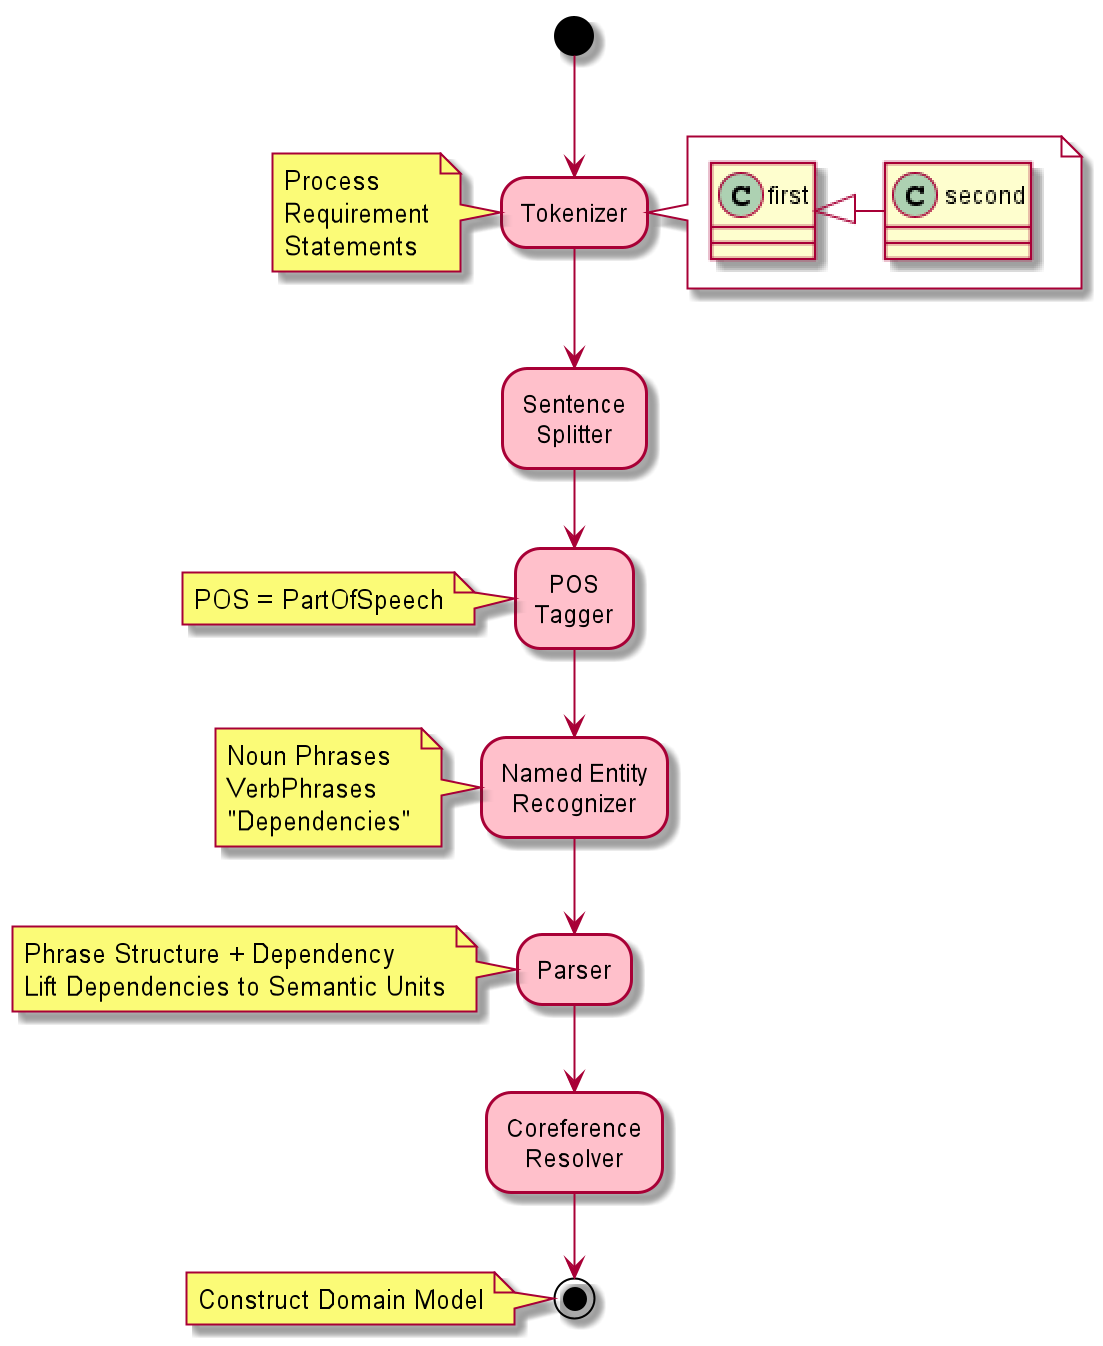 Process
Requirement
Statements
Tokenizer
C first
C second
Sentence
Splitter
POS = PartOfSpeech
POS
Tagger
Noun Phrases
VerbPhrases
"Dependencies"
Named Entity
Recognizer
Phrase Structure + Dependency
Lift Dependencies to Semantic Units
Parser
Coreference
Resolver
Construct Domain Model